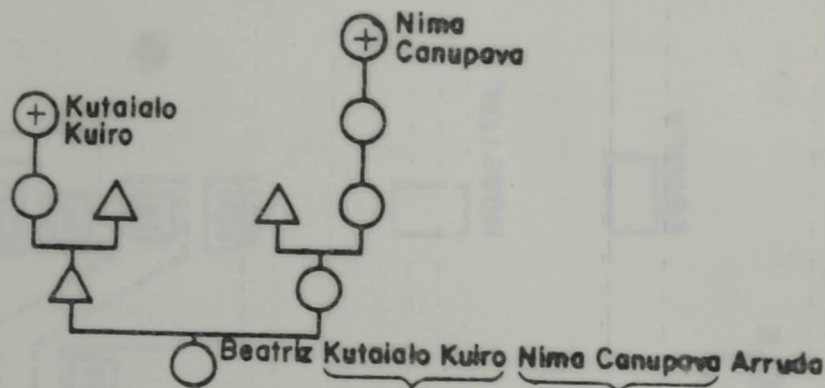 Nima
Canupava
Kutaialo
Kuiro
Beatriz Kutaialo Kuiro Nima Canupava Arruda